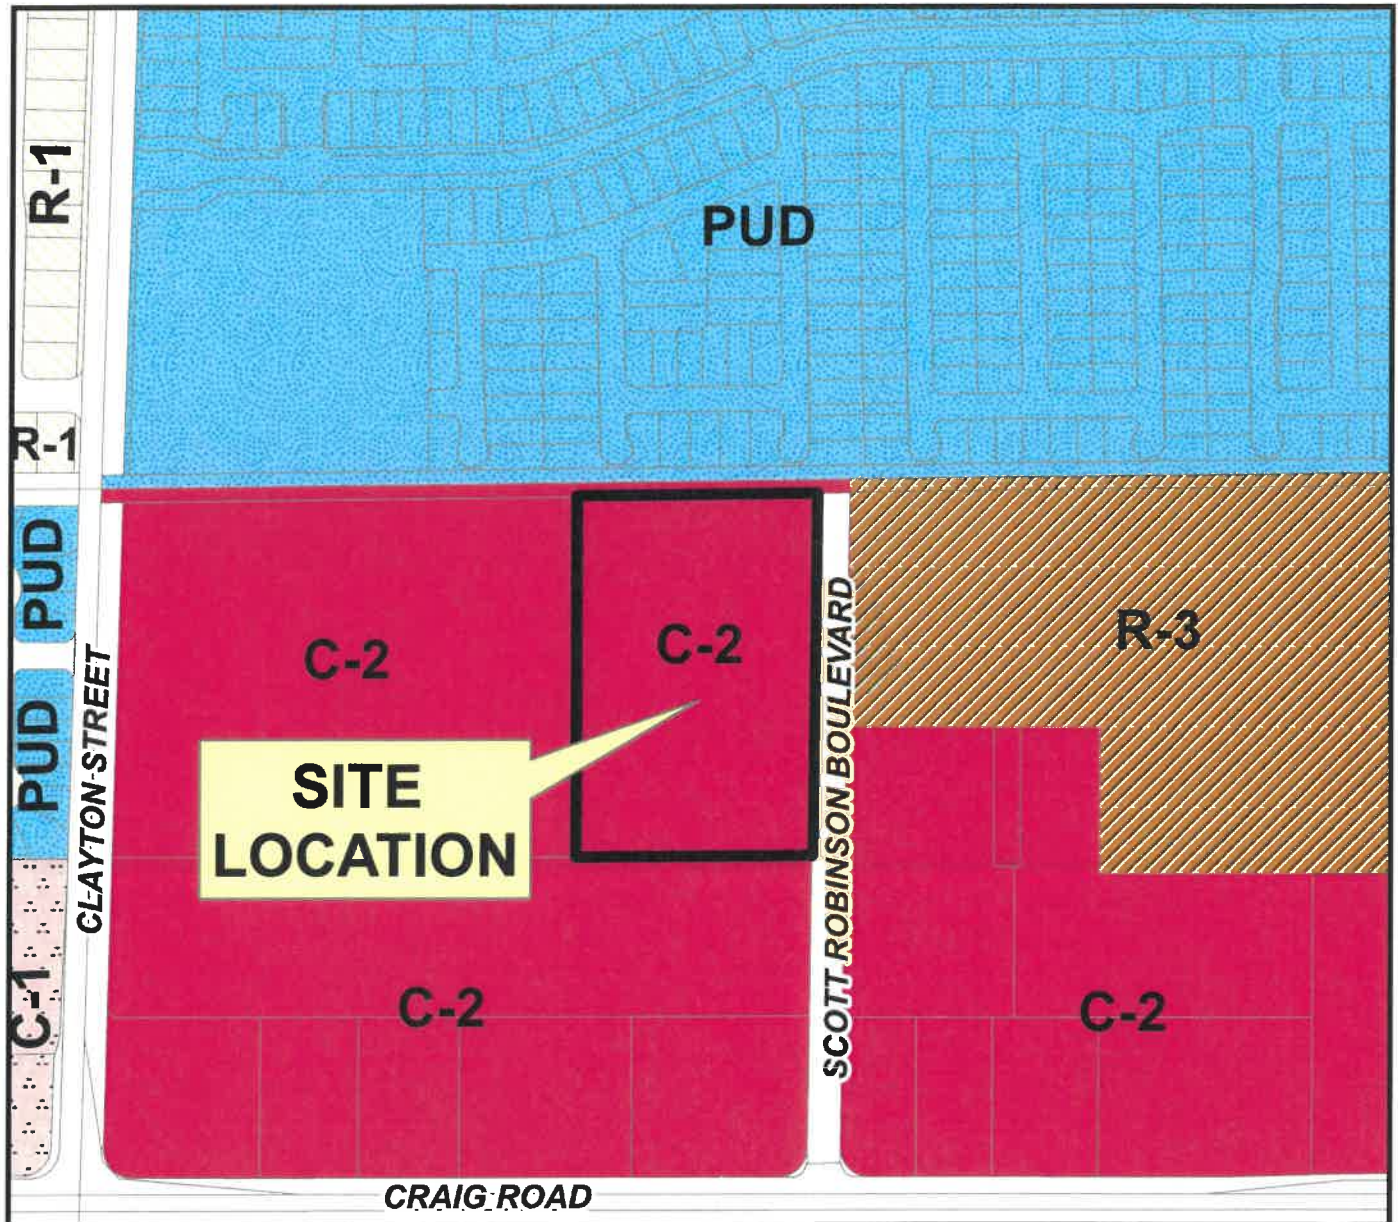 R-1
PUD
R-1
PUD
C-2
C-2
R-3
CLAYTON STREET
SCOTT ROBINSON BOULEVARD
PUD
SITE
LOCATION
C-1
C-2
C-2
CRAIG ROAD